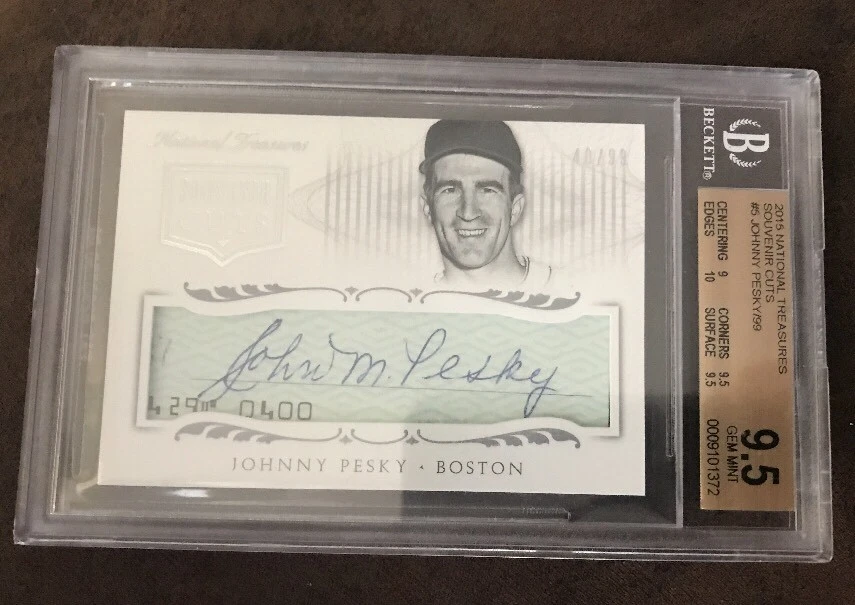 National Treasures
40/99
John M. Pesky
0400
JOHNNY PESKY · BOSTON
B
BECKETT®
2015 NATIONAL TREASURES
SOUVENIR CUTS
#5 JOHNNY PESKY/99
CENTERING 9 CORNERS 9.5
EDGES 10 SURFACE 9.5
9.5
GEM MINT
0009101372